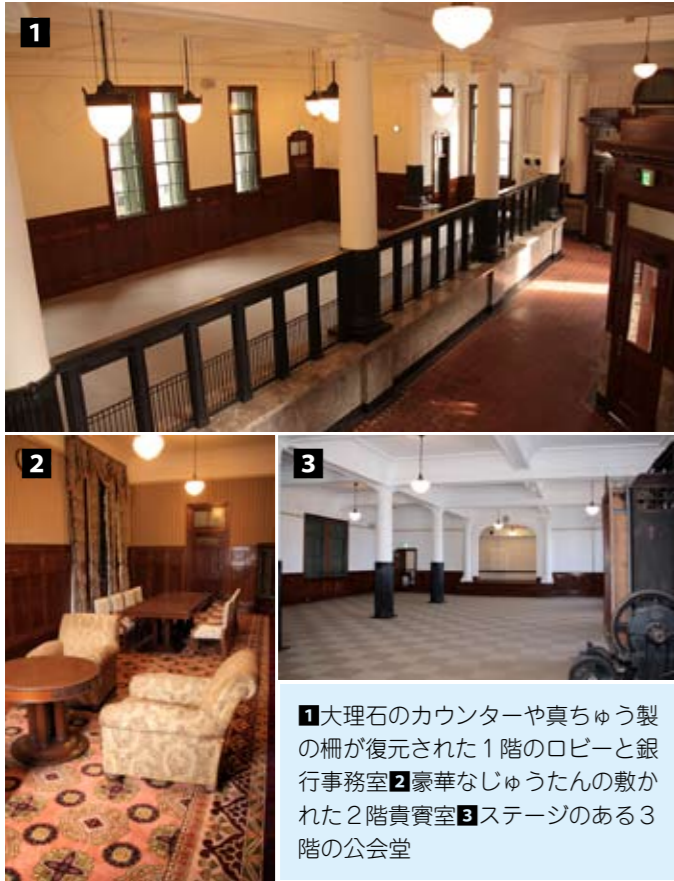 1
2
3
1大理石のカウンターや真ちゅう製
の柵が復元された1階のロビーと銀
行事務室2豪華なじゅうたんの敷か
れた2階貴賓室3ステージのある3
階の公会堂